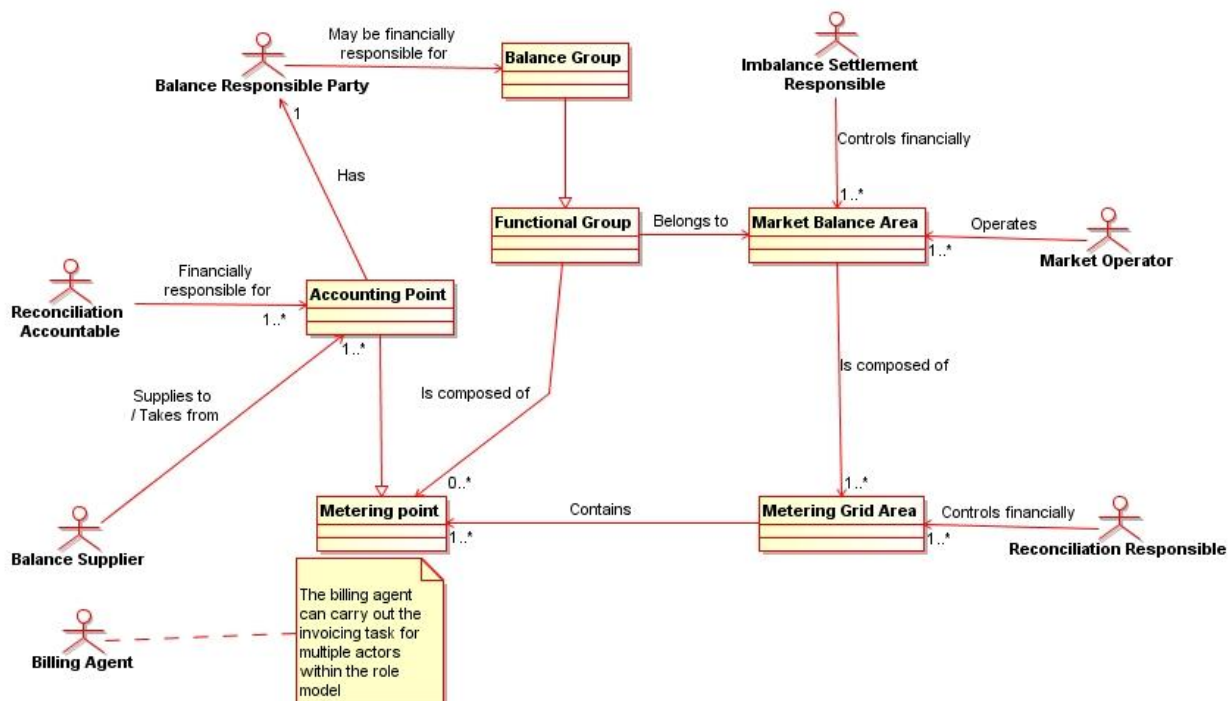 May be financially
responsible for
Balance Group
Balance Responsible Party
Imbalance Settlement
Responsible
1
Controls financially
Has
1..*
Functional Group
Belongs to
Market Balance Area
Operates
1..*
Market Operator
Financially
responsible for
Accounting Point
Reconciliation
Accountable
1..*
1..*
Is composed of
Supplies to
/ Takes from
Is composed of
0..*
1..*
Metering point
Contains
Metering Grid Area
Controls financially
1..*
1..*
Balance Supplier
Reconciliation Responsible
The billing agent
can carry out the
invoicing task for
multiple actors
within the role
model
Billing Agent